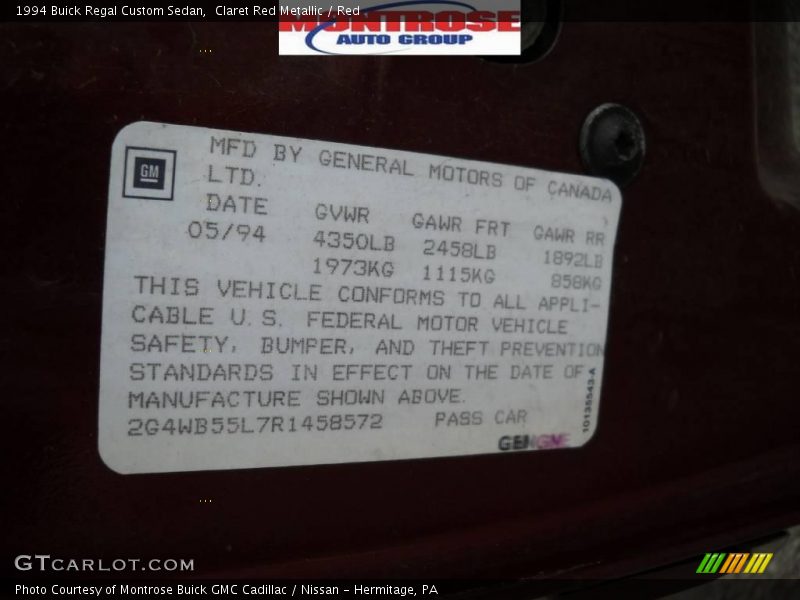 1994 Buick Regal Custom Sedan, Claret Red Metallic / Red
MONTROSE
AUTO GROUP
GM
MFD BY GENERAL MOTORS OF CANADA
LTD.
DATE GVWR GAWR FRT GAWR RR
05/94 4350LB 2458LB 1892LB
1973KG 1115KG 858KG
THIS VEHICLE CONFORMS TO ALL APPLI-
CABLE U.S. FEDERAL MOTOR VEHICLE
SAFETY, BUMPER, AND THEFT PREVENTION
STANDARDS IN EFFECT ON THE DATE OF
MANUFACTURE SHOWN ABOVE.
2G4WB55L7R1458572 PASS CAR
10135543-A
GTCARLOT.COM
Photo Courtesy of Montrose Buick GMC Cadillac / Nissan - Hermitage, PA